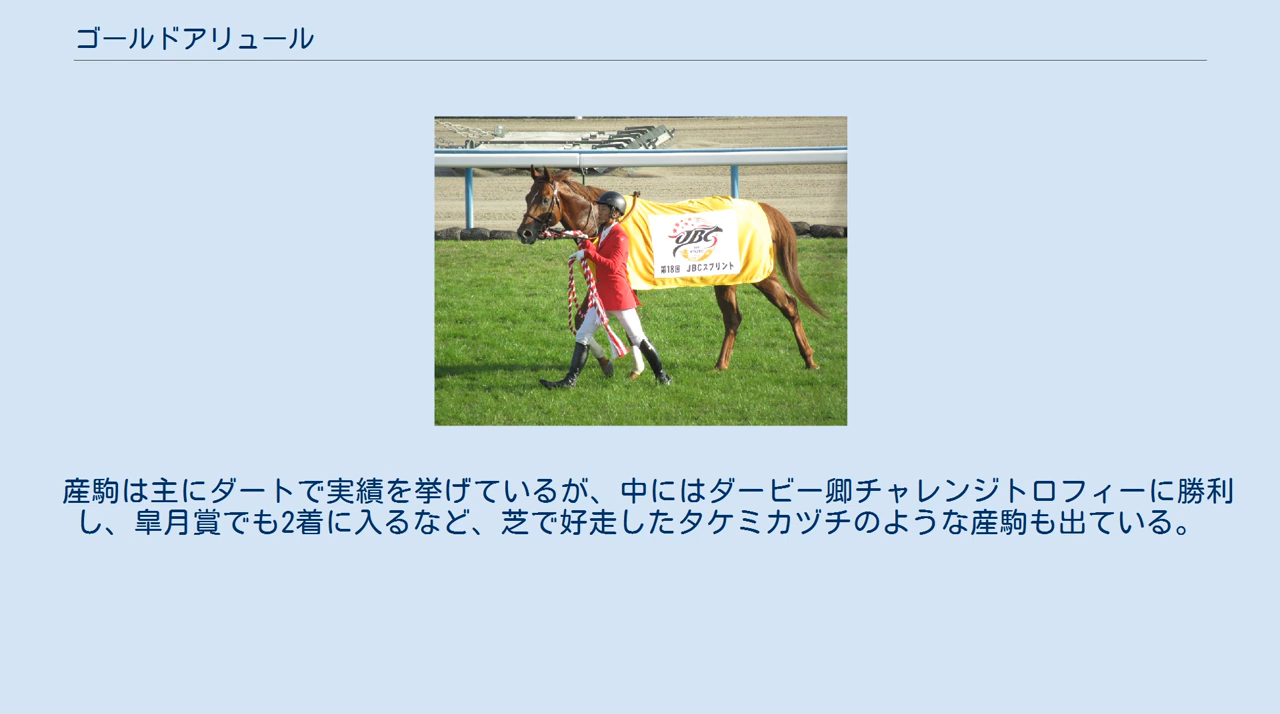 ゴールドアリュール
JBC
第18回 JBCスプリント
産駒は主にダートで実績を挙げているが、中にはダービー卿チャレンジトロフィーに勝利
し、皐月賞でも2着に入るなど、芝で好走したタケミカヅチのような産駒も出ている。